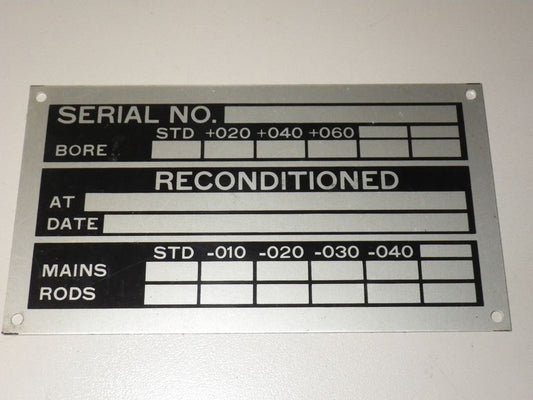 SERIAL NO.
STD +020 +040 +060
BORE
RECONDITIONED
AT
DATE
STD -010 -020 -030 -040
MAINS
RODS